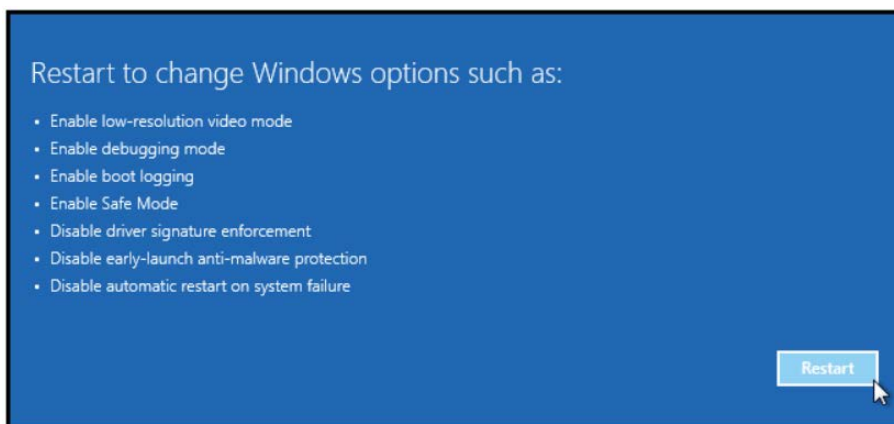 Restart to change Windows options such as:
• Enable low-resolution video mode
• Enable debugging mode
• Enable boot logging
• Enable Safe Mode
• Disable driver signature enforcement
• Disable early-launch anti-malware protection
• Disable automatic restart on system failure
Restart